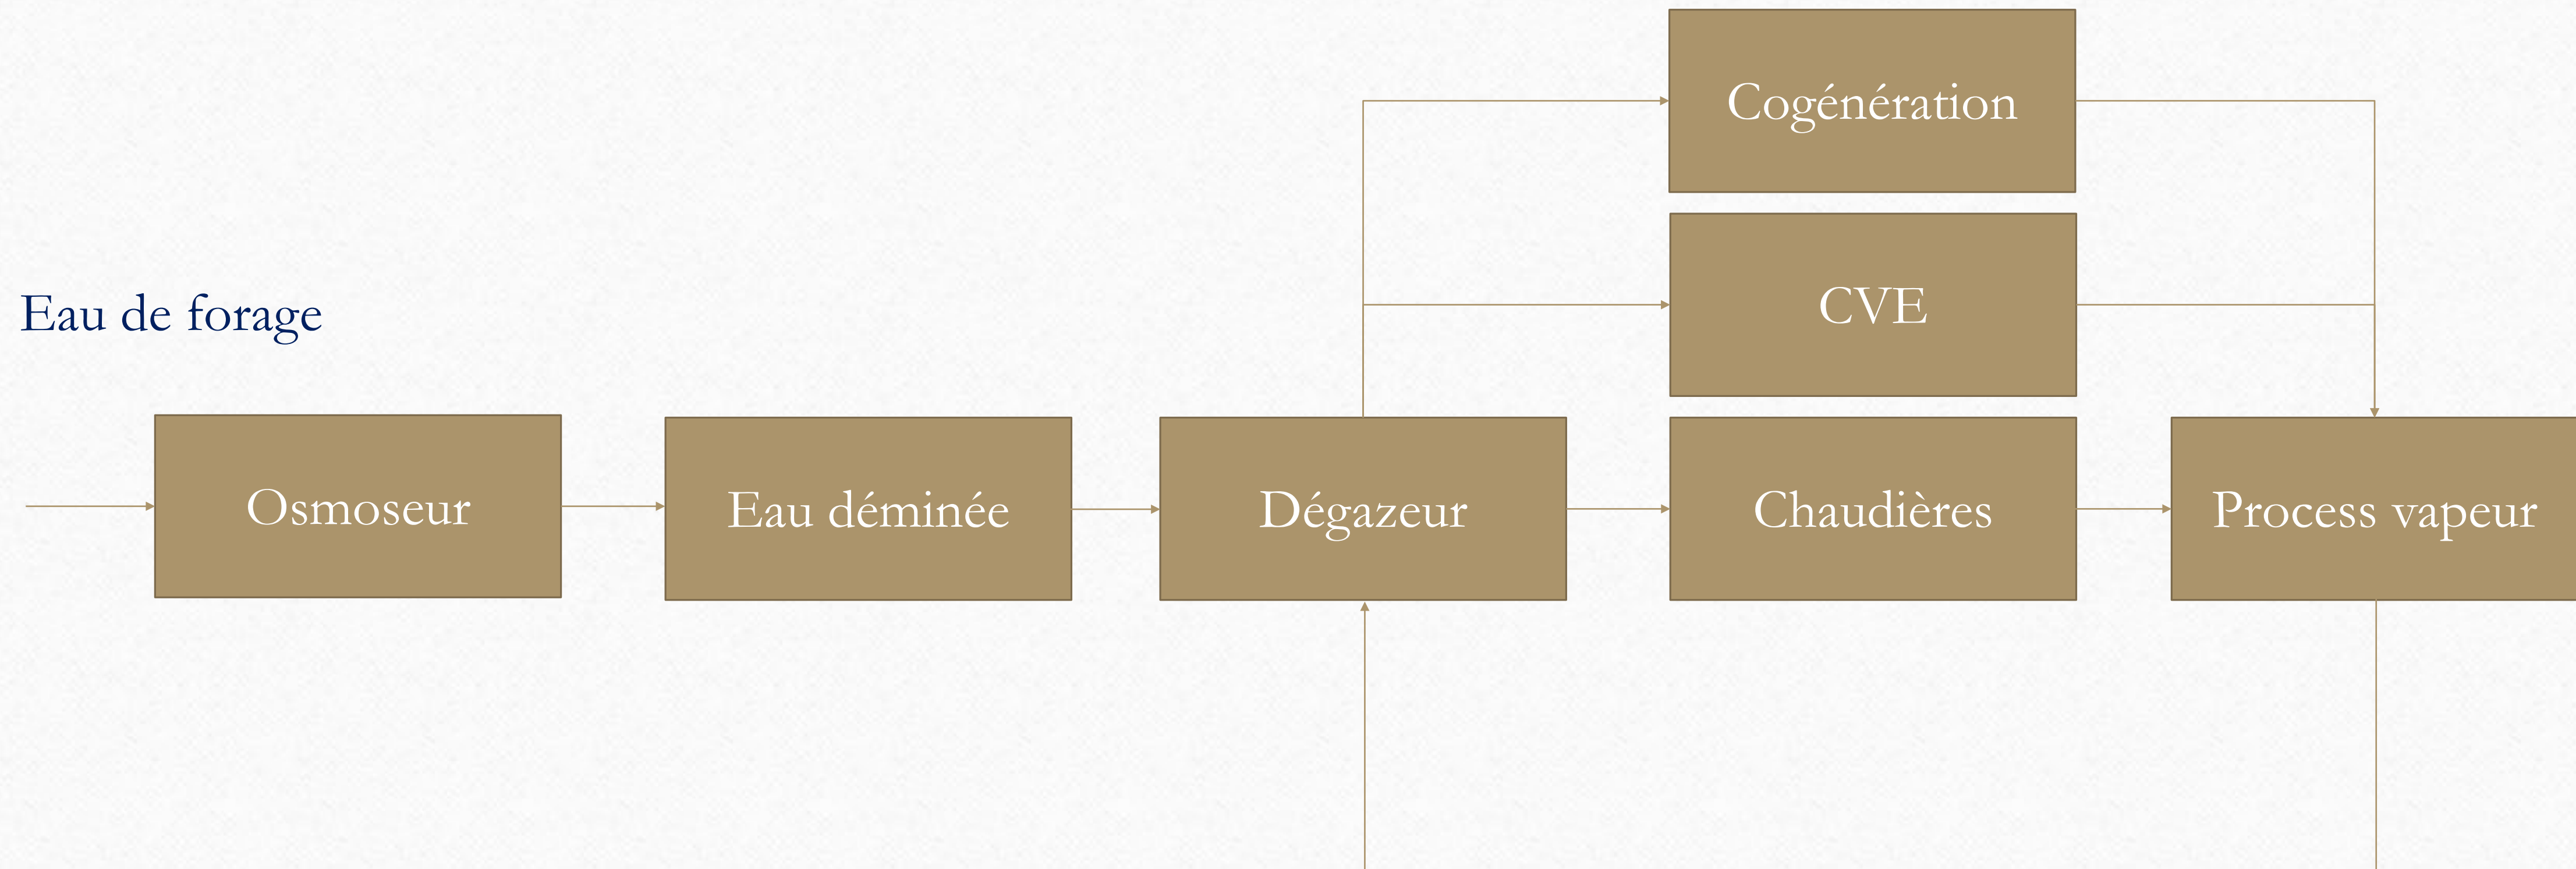 Cogénération
CVE
Eau de forage
Osmoseur
Eau déminée
Dégazeur
Chaudières
Process vapeur